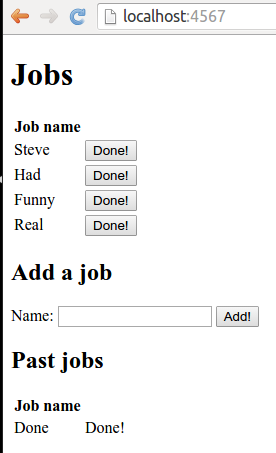 localhost:4567
Jobs
Job name
Steve Done!
Had Done!
Funny Done!
Real Done!
Add a job
Name: Add!
Past jobs
Job name
Done Done!